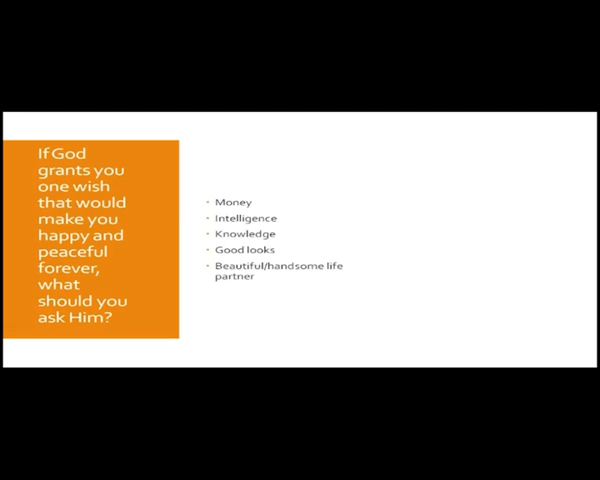 If God
grants you
one wish
that would
make you
happy and
peaceful
forever,
what
should you
ask Him?
• Money
• Intelligence
• Knowledge
• Good looks
• Beautiful/handsome life
partner